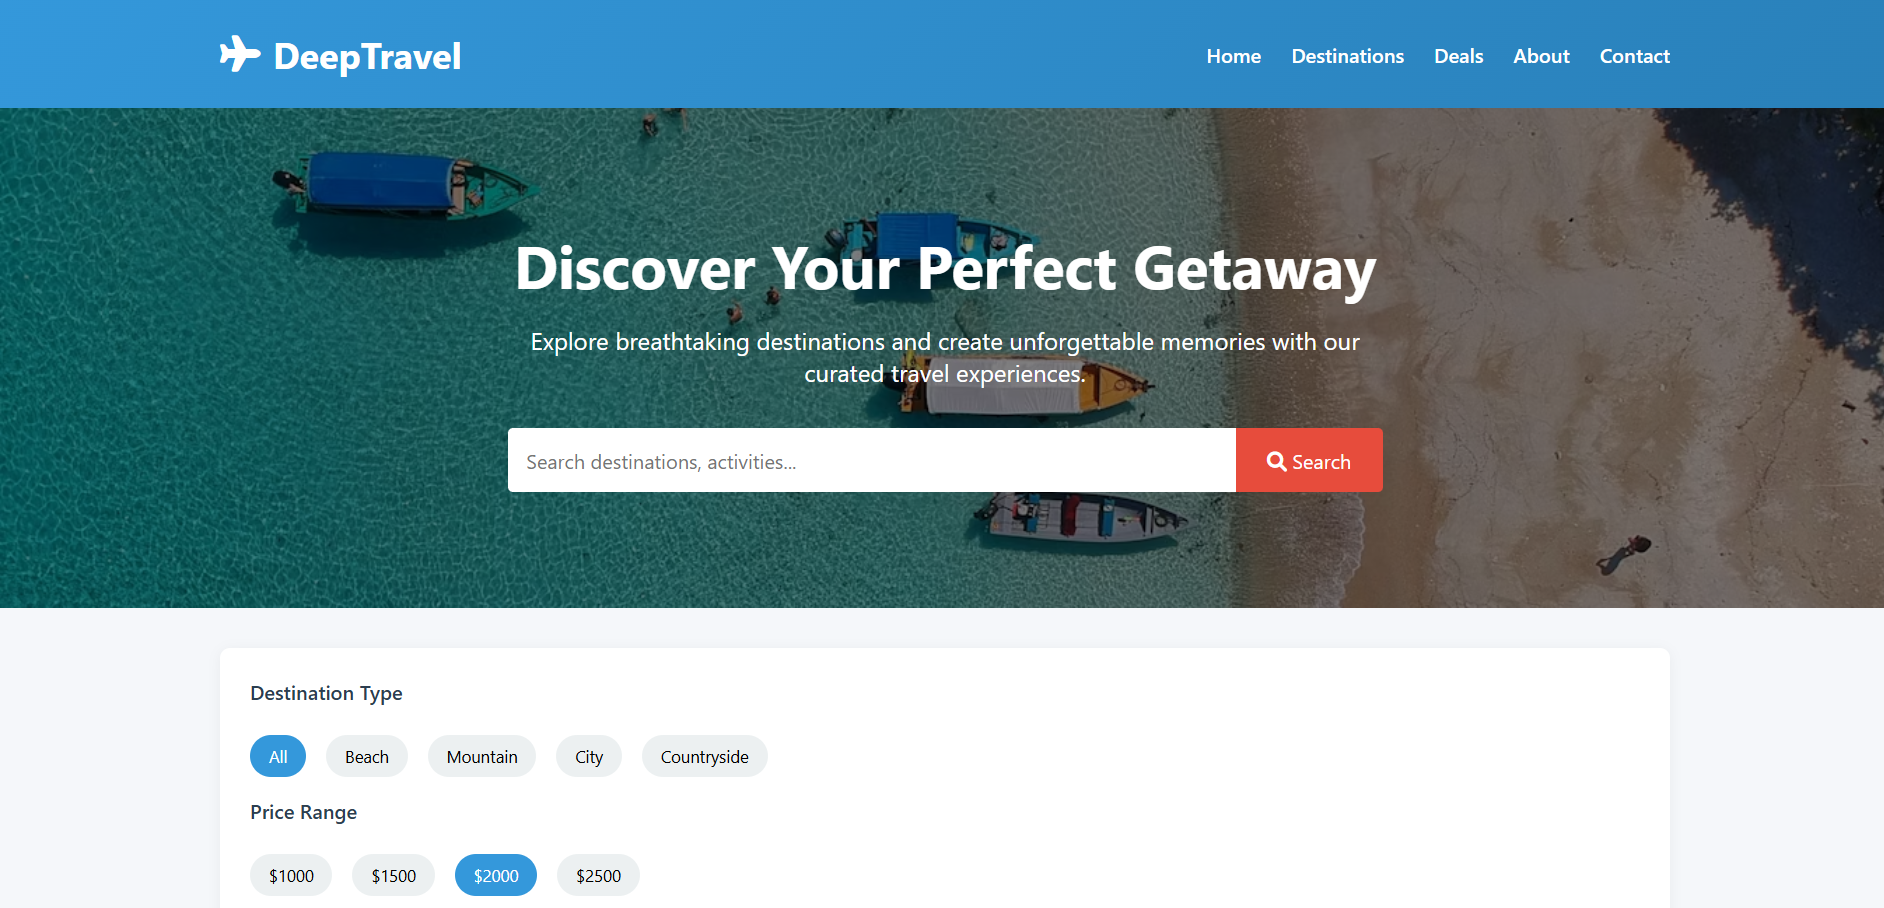 DeepTravel
Home Destinations Deals About Contact
Discover Your Perfect Getaway
Explore breathtaking destinations and create unforgettable memories with our
curated travel experiences.
Search destinations, activities...
Search
Destination Type
All Beach Mountain City Countryside
Price Range
$1000 $1500 $2000 $2500